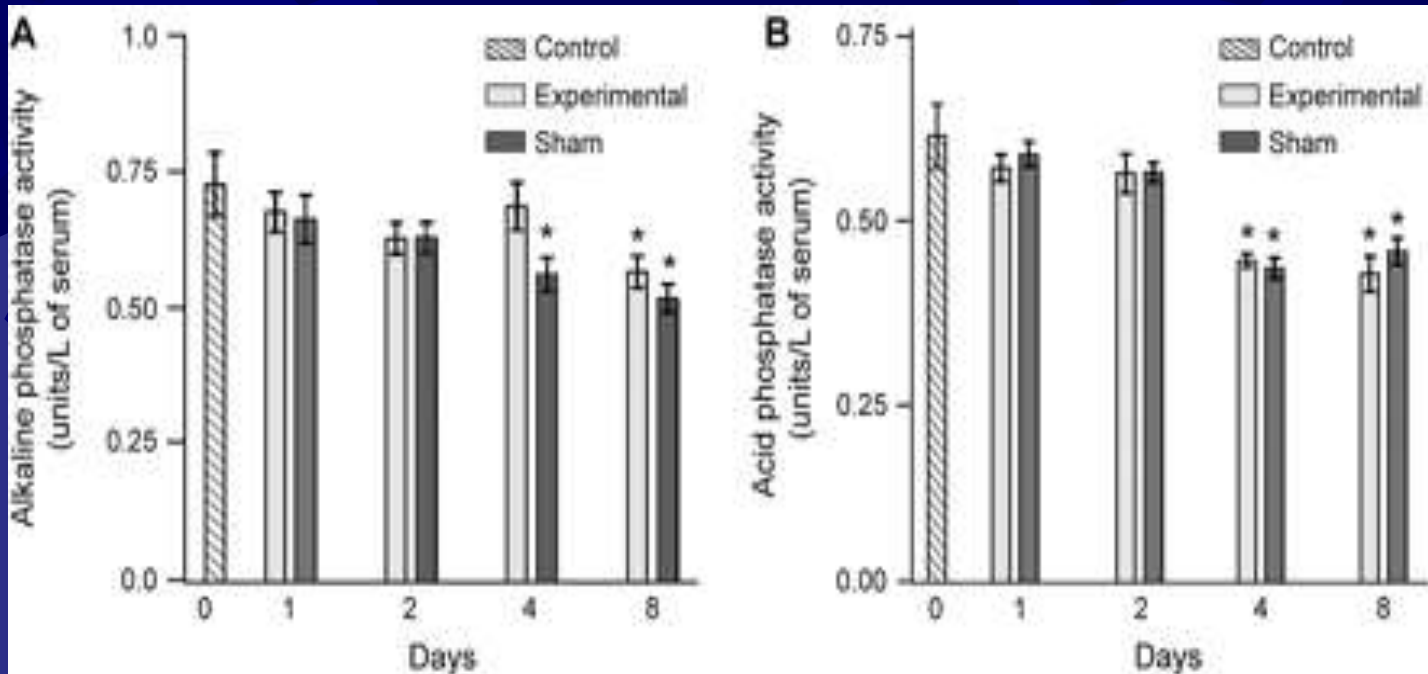 A
Alkaline phosphatase activity
(units/L of serum)
1.0
0.75
0.50
0.25
0.0
Control
Experimental
Sham
*
*
*
0
1
2
4
8
Days
B
Acid phosphatase activity
(units/L of serum)
0.75
0.50
0.25
0.00
Control
Experimental
Sham
* *
* *
0
1
2
4
8
Days